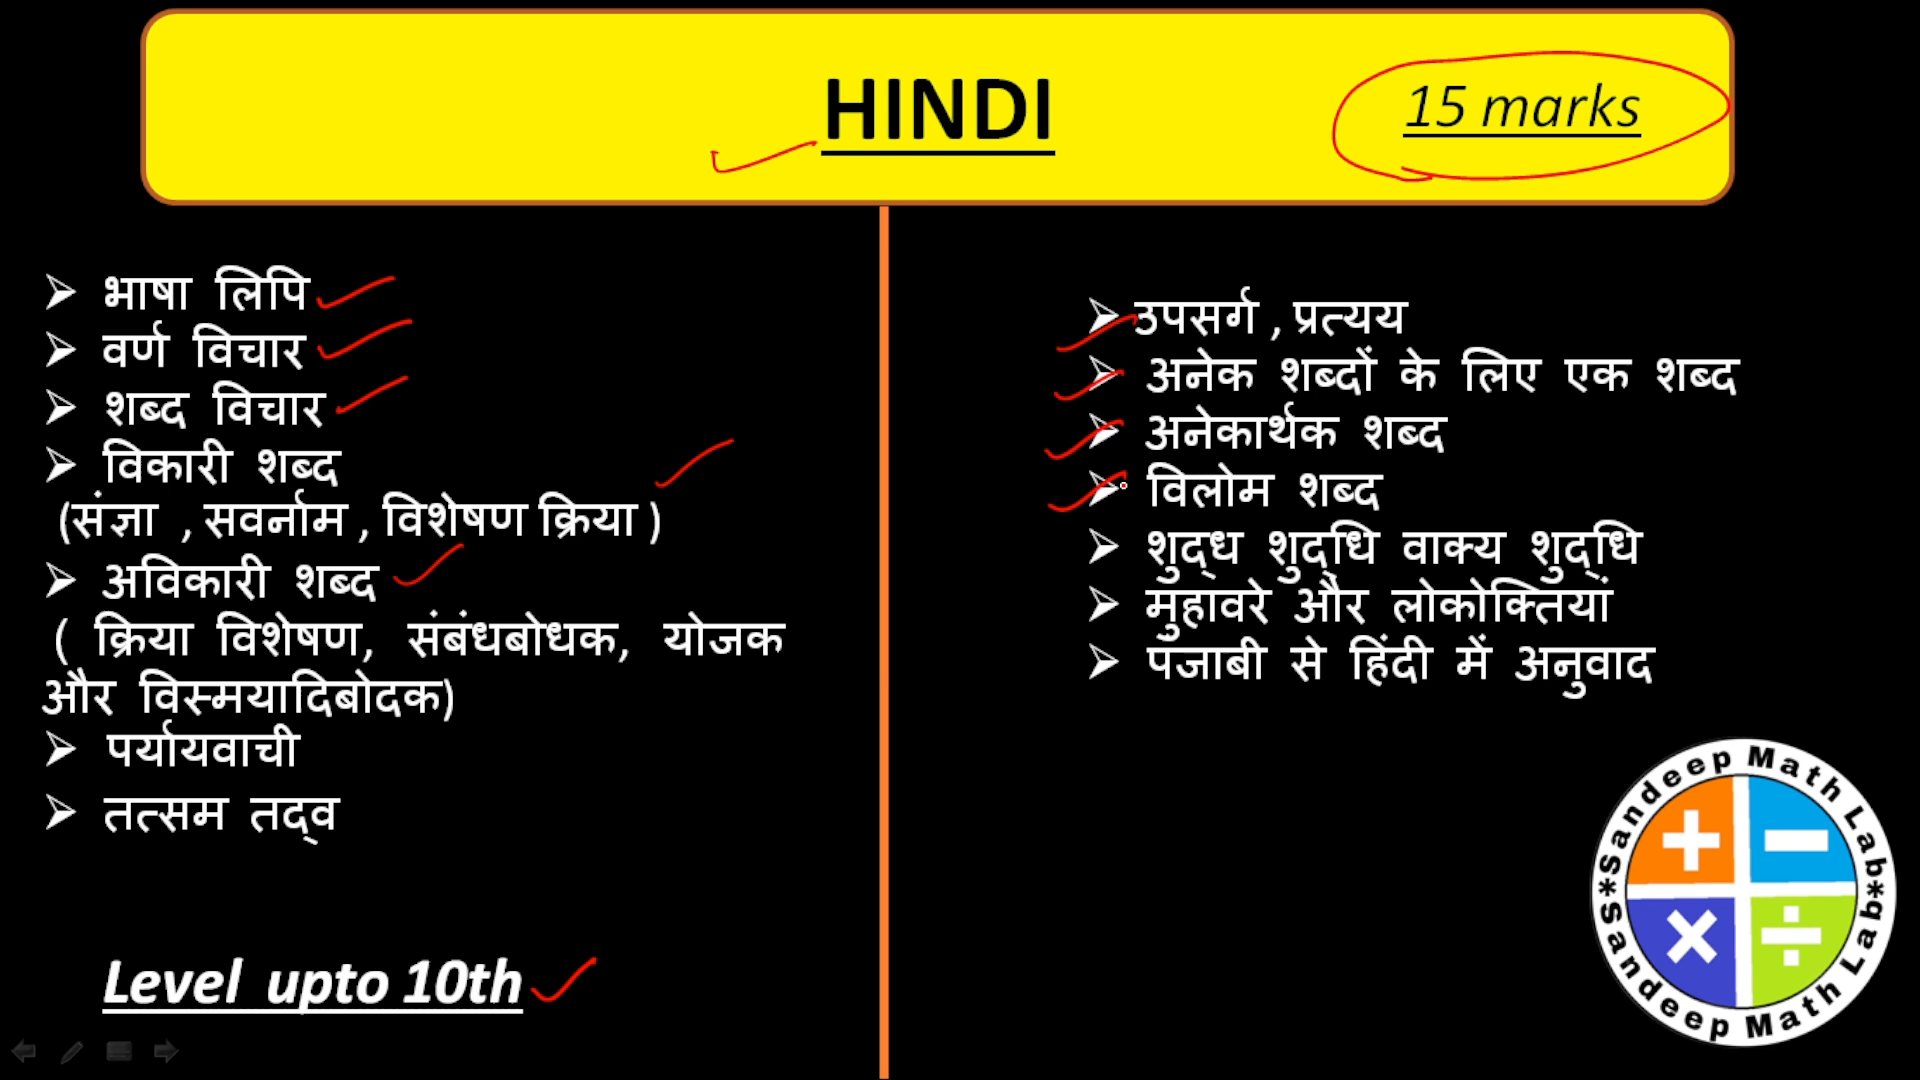 HINDI
15 marks
➢ भाषा लिपि
➢ वर्ण विचार
➢ शब्द विचार
➢ विकारी शब्द
(संज्ञा , सवर्नाम , विशेषण क्रिया )
➢ अविकारी शब्द
( क्रिया विशेषण, संबंधबोधक, योजक
और विस्मयादिबोदक)
➢ पर्यायवाची
➢ तत्सम तद्व
Level upto 10th
➢ उपसर्ग , प्रत्यय
➢ अनेक शब्दों के लिए एक शब्द
➢ अनेकार्थक शब्द
➢ विलोम शब्द
➢ शुद्ध शुद्धि वाक्य शुद्धि
➢ मुहावरे और लोकोक्तियां
➢ पजाबी से हिंदी में अनुवाद
*Sandeep Math Lab*
Sandeep Math Lab